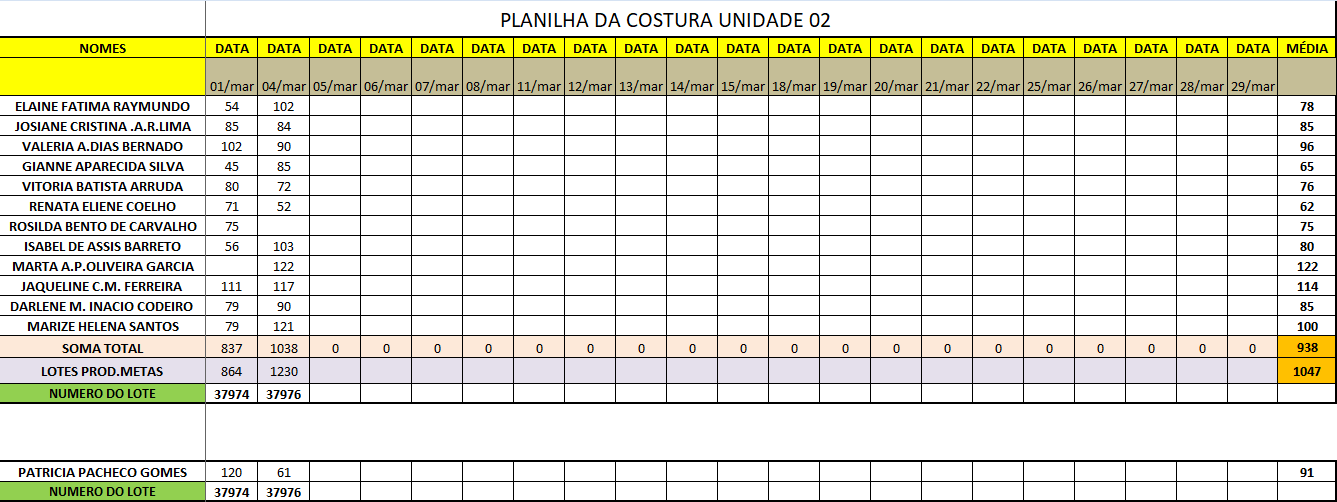 PLANILHA DA COSTURA UNIDADE 02
NOMES DATA DATA DATA DATA DATA DATA DATA DATA DATA DATA DATA DATA DATA DATA DATA DATA DATA DATA DATA DATA DATA MÉDIA
01/mar 04/mar 05/mar 06/mar 07/mar 08/mar 11/mar 12/mar 13/mar 14/mar 15/mar 18/mar 19/mar 20/mar 21/mar 22/mar 25/mar 26/mar 27/mar 28/mar 29/mar
ELAINE FATIMA RAYMUNDO 54 102 78
JOSIANE CRISTINA .A.R.LIMA 85 84 85
VALERIA A.DIAS BERNADO 102 90 96
GIANNE APARECIDA SILVA 45 85 65
VITORIA BATISTA ARRUDA 80 72 76
RENATA ELIENE COELHO 71 52 62
ROSILDA BENTO DE CARVALHO 75 75
ISABEL DE ASSIS BARRETO 56 103 80
MARTA A.P.OLIVEIRA GARCIA 122 122
JAQUELINE C.M. FERREIRA 111 117 114
DARLENE M. INACIO CODEIRO 79 90 85
MARIZE HELENA SANTOS 79 121 100
SOMA TOTAL 837 1038 0 0 0 0 0 0 0 0 0 0 0 0 0 0 0 0 0 0 0 938
LOTES PROD.METAS 864 1230 1047
NUMERO DO LOTE 37974 37976
PATRICIA PACHECO GOMES 120 61 91
NUMERO DO LOTE 37974 37976